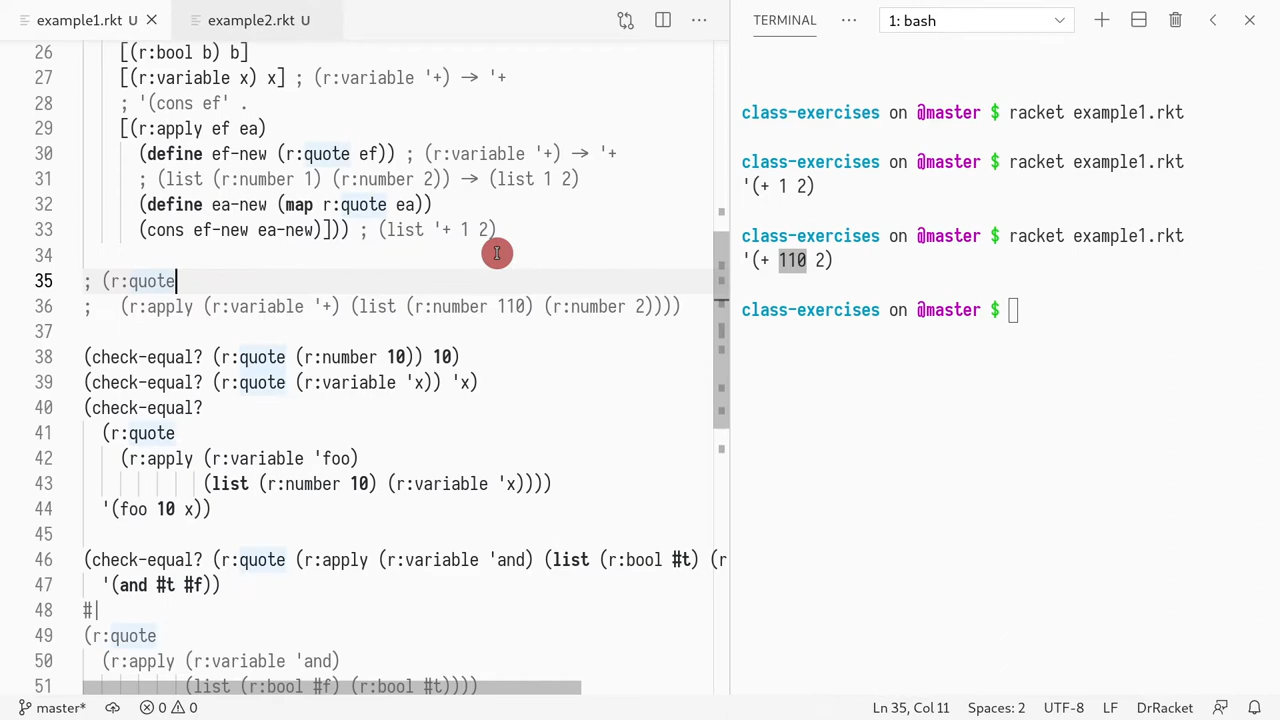 example1.rkt U
example2.rkt U
26 [(r:bool b) b]
27 [(r:variable x) x] ; (r:variable '+) → '+
28 ; '(cons ef' .
29 [(r:apply ef ea)
30 (define ef-new (r:quote ef)) ; (r:variable '+) → '+
31 ; (list (r:number 1) (r:number 2)) → (list 1 2)
32 (define ea-new (map r:quote ea))
33 (cons ef-new ea-new)])) ; (list '+ 1 2)
34
35 ; (r:quote
36 ;   (r:apply (r:variable '+) (list (r:number 110) (r:number 2))))
37
38 (check-equal? (r:quote (r:number 10)) 10)
39 (check-equal? (r:quote (r:variable 'x)) 'x)
40 (check-equal?
41 (r:quote
42 (r:apply (r:variable 'foo)
43 (list (r:number 10) (r:variable 'x))))
44 '(foo 10 x))
45
46 (check-equal? (r:quote (r:apply (r:variable 'and) (list (r:bool #t) (r
47 '(and #t #f))
48 #|
49 (r:quote
50 (r:apply (r:variable 'and)
51 (list (r:bool #f) (r:bool #t))))
TERMINAL
1: bash
class-exercises on @master $ racket example1.rkt
class-exercises on @master $ racket example1.rkt
'(+ 1 2)
class-exercises on @master $ racket example1.rkt
'(+ 110 2)
class-exercises on @master $
master*
0
0
Ln 35, Col 11
Spaces: 2
UTF-8
LF
DrRacket